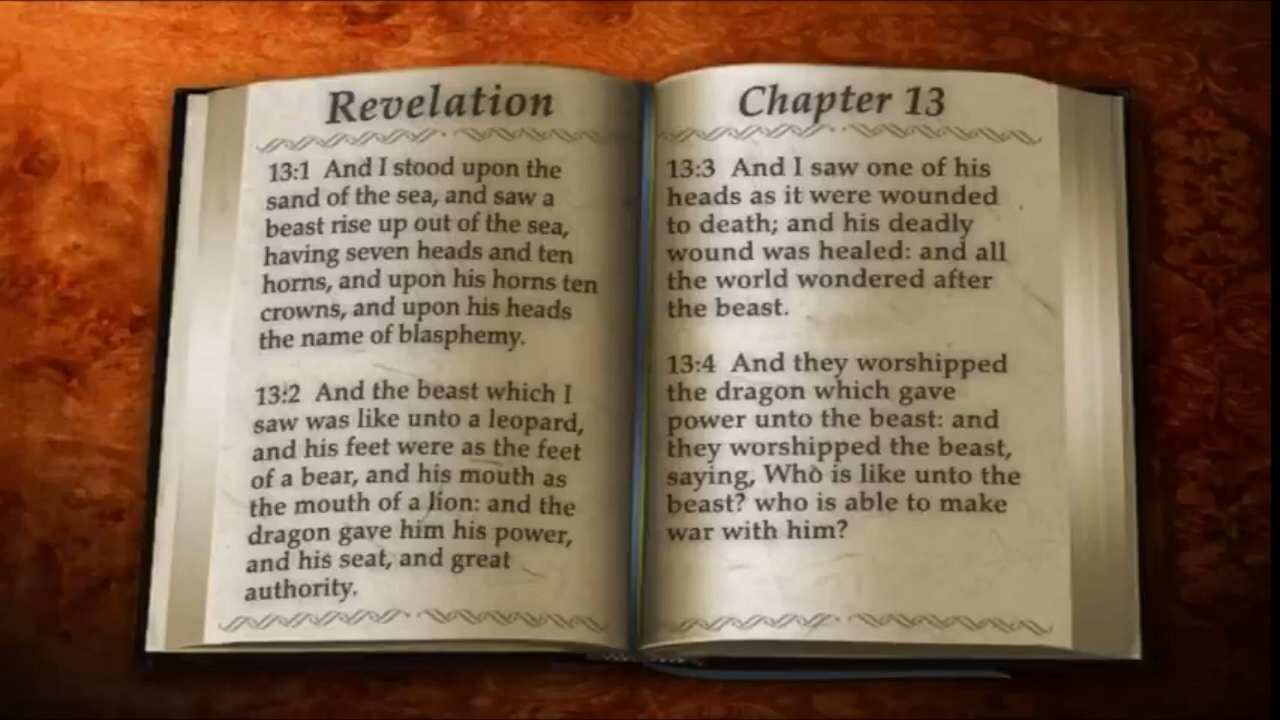 Revelation
13:1 And I stood upon the
sand of the sea, and saw a
beast rise up out of the sea,
having seven heads and ten
horns, and upon his horns ten
crowns, and upon his heads
the name of blasphemy.
13:2 And the beast which I
saw was like unto a leopard,
and his feet were as the feet
of a bear, and his mouth as
the mouth of a lion: and the
dragon gave him his power,
and his seat, and great
authority.
Chapter 13
13:3 And I saw one of his
heads as it were wounded
to death; and his deadly
wound was healed: and all
the world wondered after
the beast.
13:4 And they worshipped
the dragon which gave
power unto the beast: and
they worshipped the beast,
saying, Who is like unto the
beast? who is able to make
war with him?